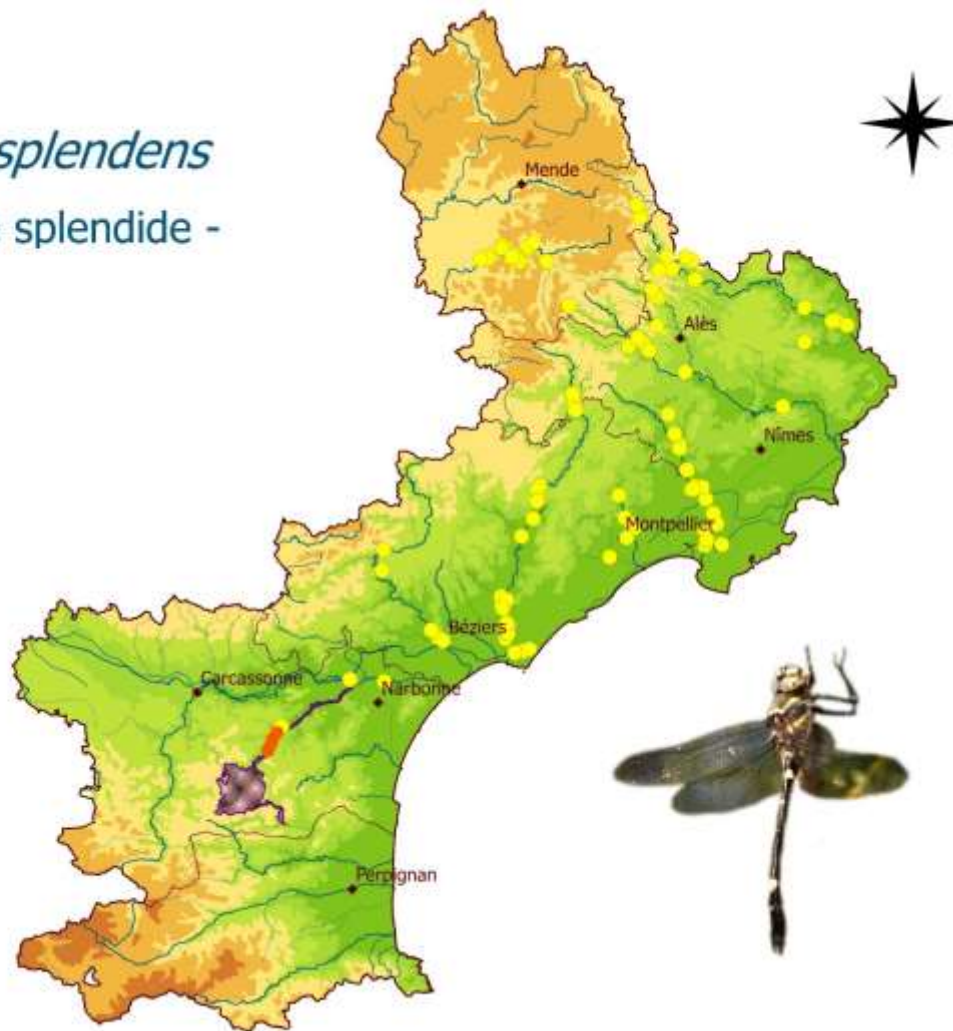 splendens
splendide -
Mende
Alès
Nîmes
Montpellier
Béziers
Carcassonne
Narbonne
Perpignan